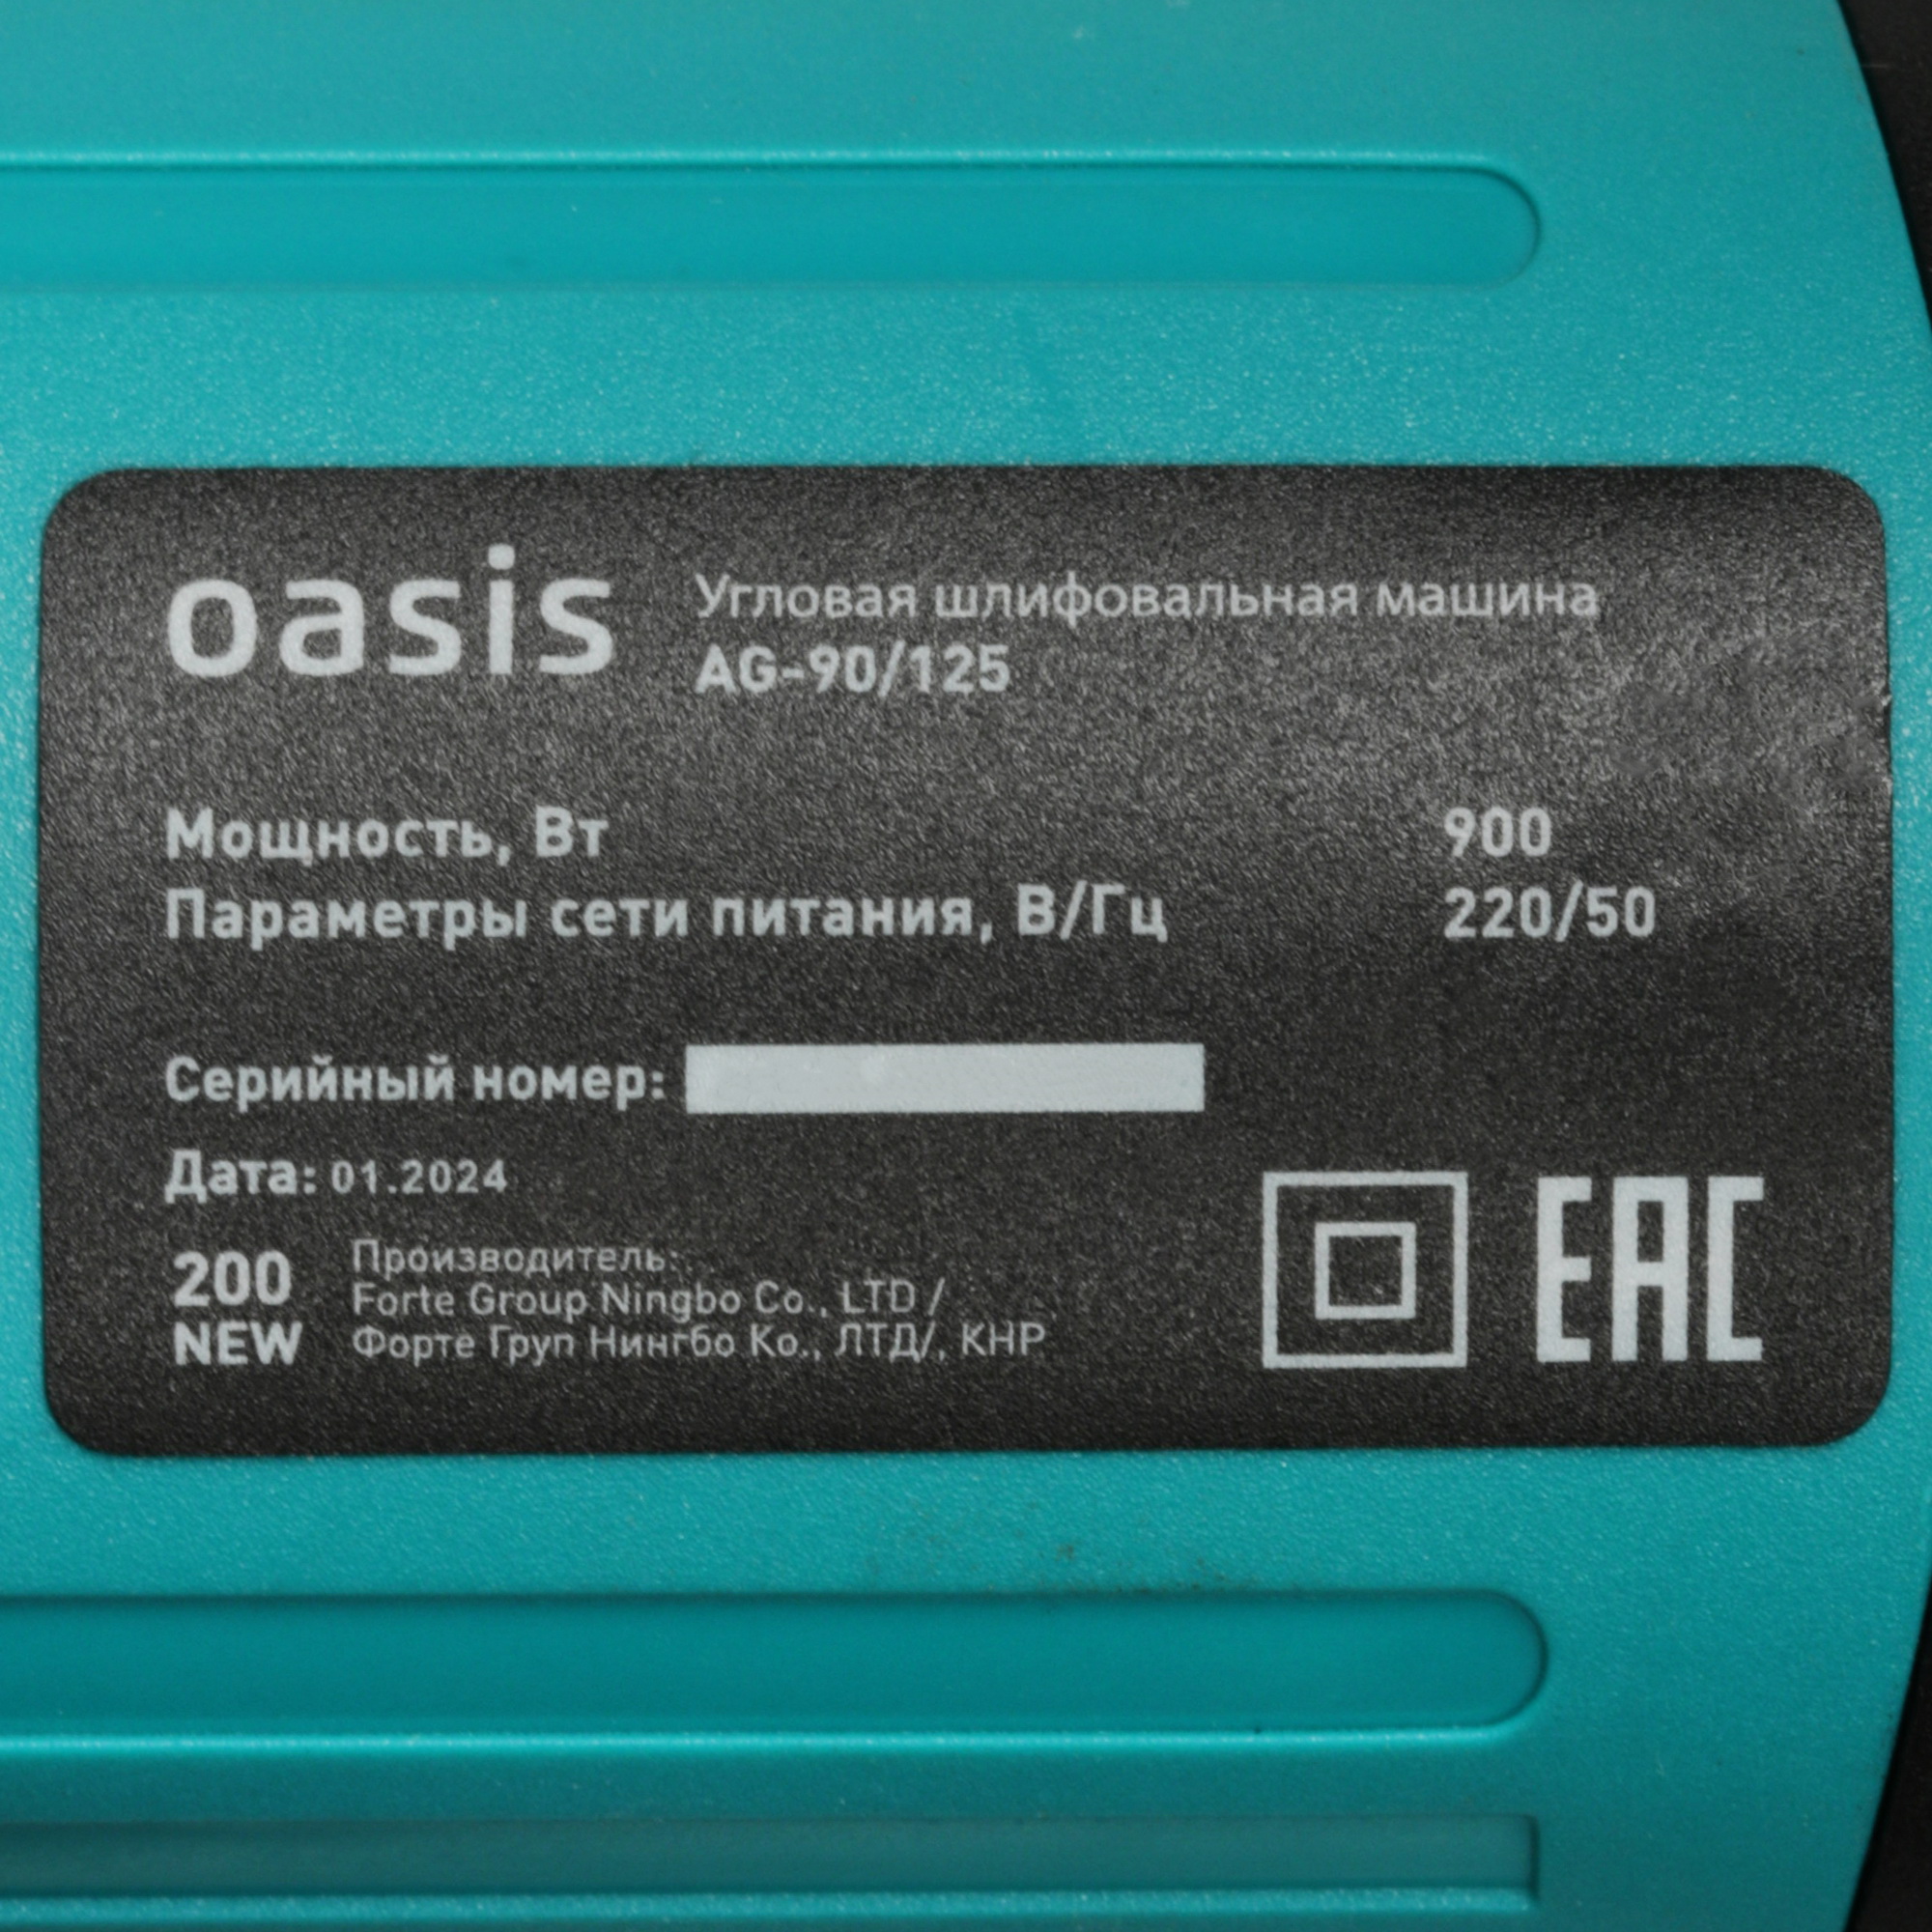 oasis
Угловая шлифовальная машина
AG-90/125
Мощность, Вт 900
Параметры сети питания, В/Гц 220/50
Серийный номер:
Дата: 01.2024
200
NEW
Производитель:
Forte Group Ningbo Co., LTD /
Форте Груп Нингбо Ко., ЛТД/, КНР
EAC